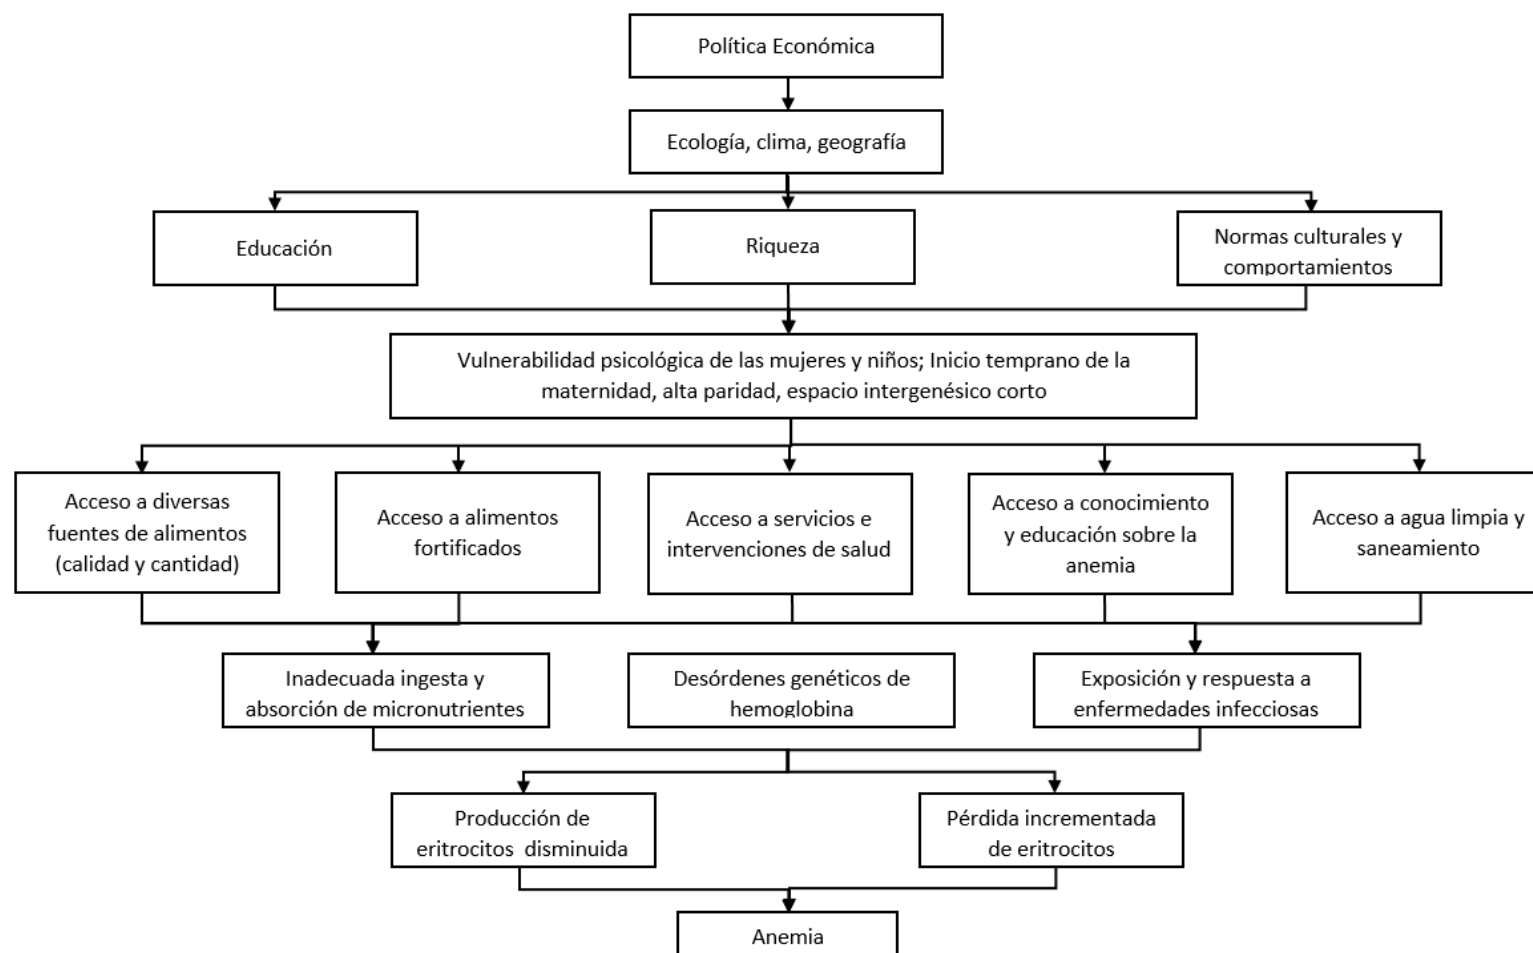 Política Económica
Ecología, clima, geografía
Educación
Riqueza
Normas culturales y
comportamientos
Vulnerabilidad psicológica de las mujeres y niños; Inicio temprano de la
maternidad, alta paridad, espacio intergenésico corto
Acceso a diversas
fuentes de alimentos
(calidad y cantidad)
Acceso a alimentos
fortificados
Acceso a servicios e
intervenciones de salud
Acceso a conocimiento
y educación sobre la
anemia
Acceso a agua limpia y
saneamiento
Inadecuada ingesta y
absorción de micronutrientes
Desórdenes genéticos de
hemoglobina
Exposición y respuesta a
enfermedades infecciosas
Producción de
eritrocitos disminuida
Pérdida incrementada
de eritrocitos
Anemia